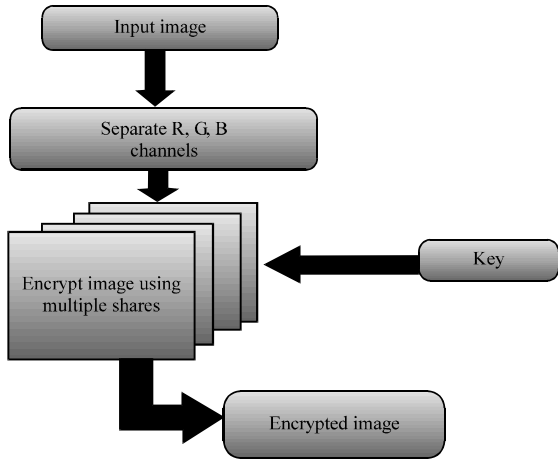 Input image
Separate R, G, B
channels
Encrypt image using
multiple shares
Key
Encrypted image